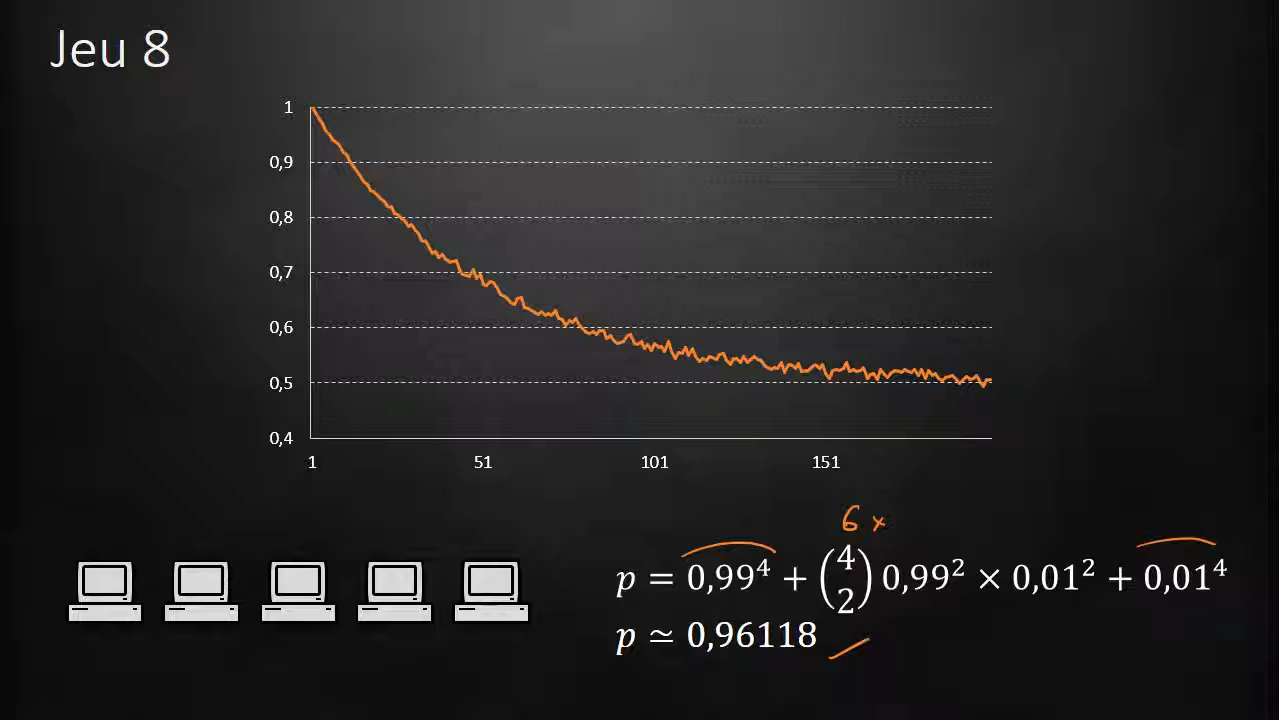 Jeu 8
1
0,9
0,8
0,7
0,6
0,5
0,4
1 51 101 151
6 ×
p = 0,99⁴ + (4 2) 0,99² × 0,01² + 0,01⁴
p ≃ 0,96118